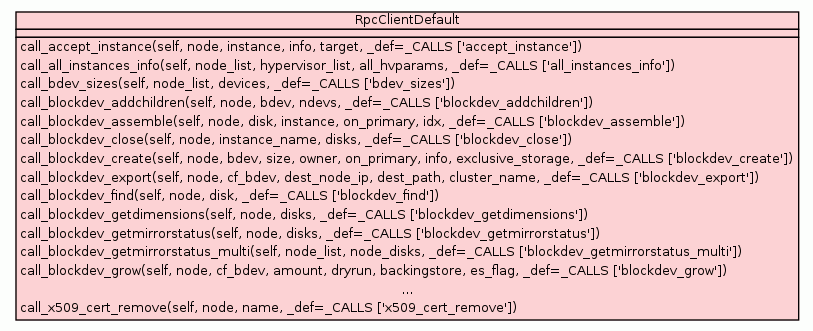 RpcClientDefault
call_accept_instance(self, node, instance, info, target, _def=_CALLS ['accept_instance'])
call_all_instances_info(self, node_list, hypervisor_list, all_hvparams, _def=_CALLS ['all_instances_info'])
call_bdev_sizes(self, node_list, devices, _def=_CALLS ['bdev_sizes'])
call_blockdev_addchildren(self, node, bdev, ndevs, _def=_CALLS ['blockdev_addchildren'])
call_blockdev_assemble(self, node, disk, instance, on_primary, idx, _def=_CALLS ['blockdev_assemble'])
call_blockdev_close(self, node, instance_name, disks, _def=_CALLS ['blockdev_close'])
call_blockdev_create(self, node, bdev, size, owner, on_primary, info, exclusive_storage, _def=_CALLS ['blockdev_create'])
call_blockdev_export(self, node, cf_bdev, dest_node_ip, dest_path, cluster_name, _def=_CALLS ['blockdev_export'])
call_blockdev_find(self, node, disk, _def=_CALLS ['blockdev_find'])
call_blockdev_getdimensions(self, node, disks, _def=_CALLS ['blockdev_getdimensions'])
call_blockdev_getmirrorstatus(self, node, disks, _def=_CALLS ['blockdev_getmirrorstatus'])
call_blockdev_getmirrorstatus_multi(self, node_list, node_disks, _def=_CALLS ['blockdev_getmirrorstatus_multi'])
call_blockdev_grow(self, node, cf_bdev, amount, dryrun, backingstore, es_flag, _def=_CALLS ['blockdev_grow'])
...
call_x509_cert_remove(self, node, name, _def=_CALLS ['x509_cert_remove'])